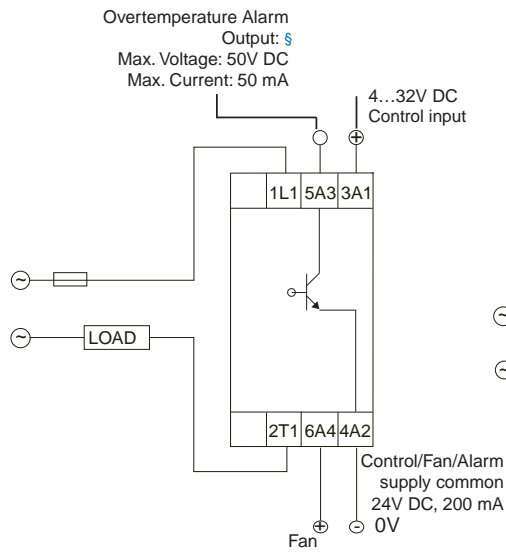 Overtemperature Alarm
Output: §
Max. Voltage: 50V DC
Max. Current: 50 mA
4…32V DC
Control input
1L1 5A3 3A1
LOAD
2T1 6A4 4A2
Control/Fan/Alarm
supply common
24V DC, 200 mA
0V
Fan